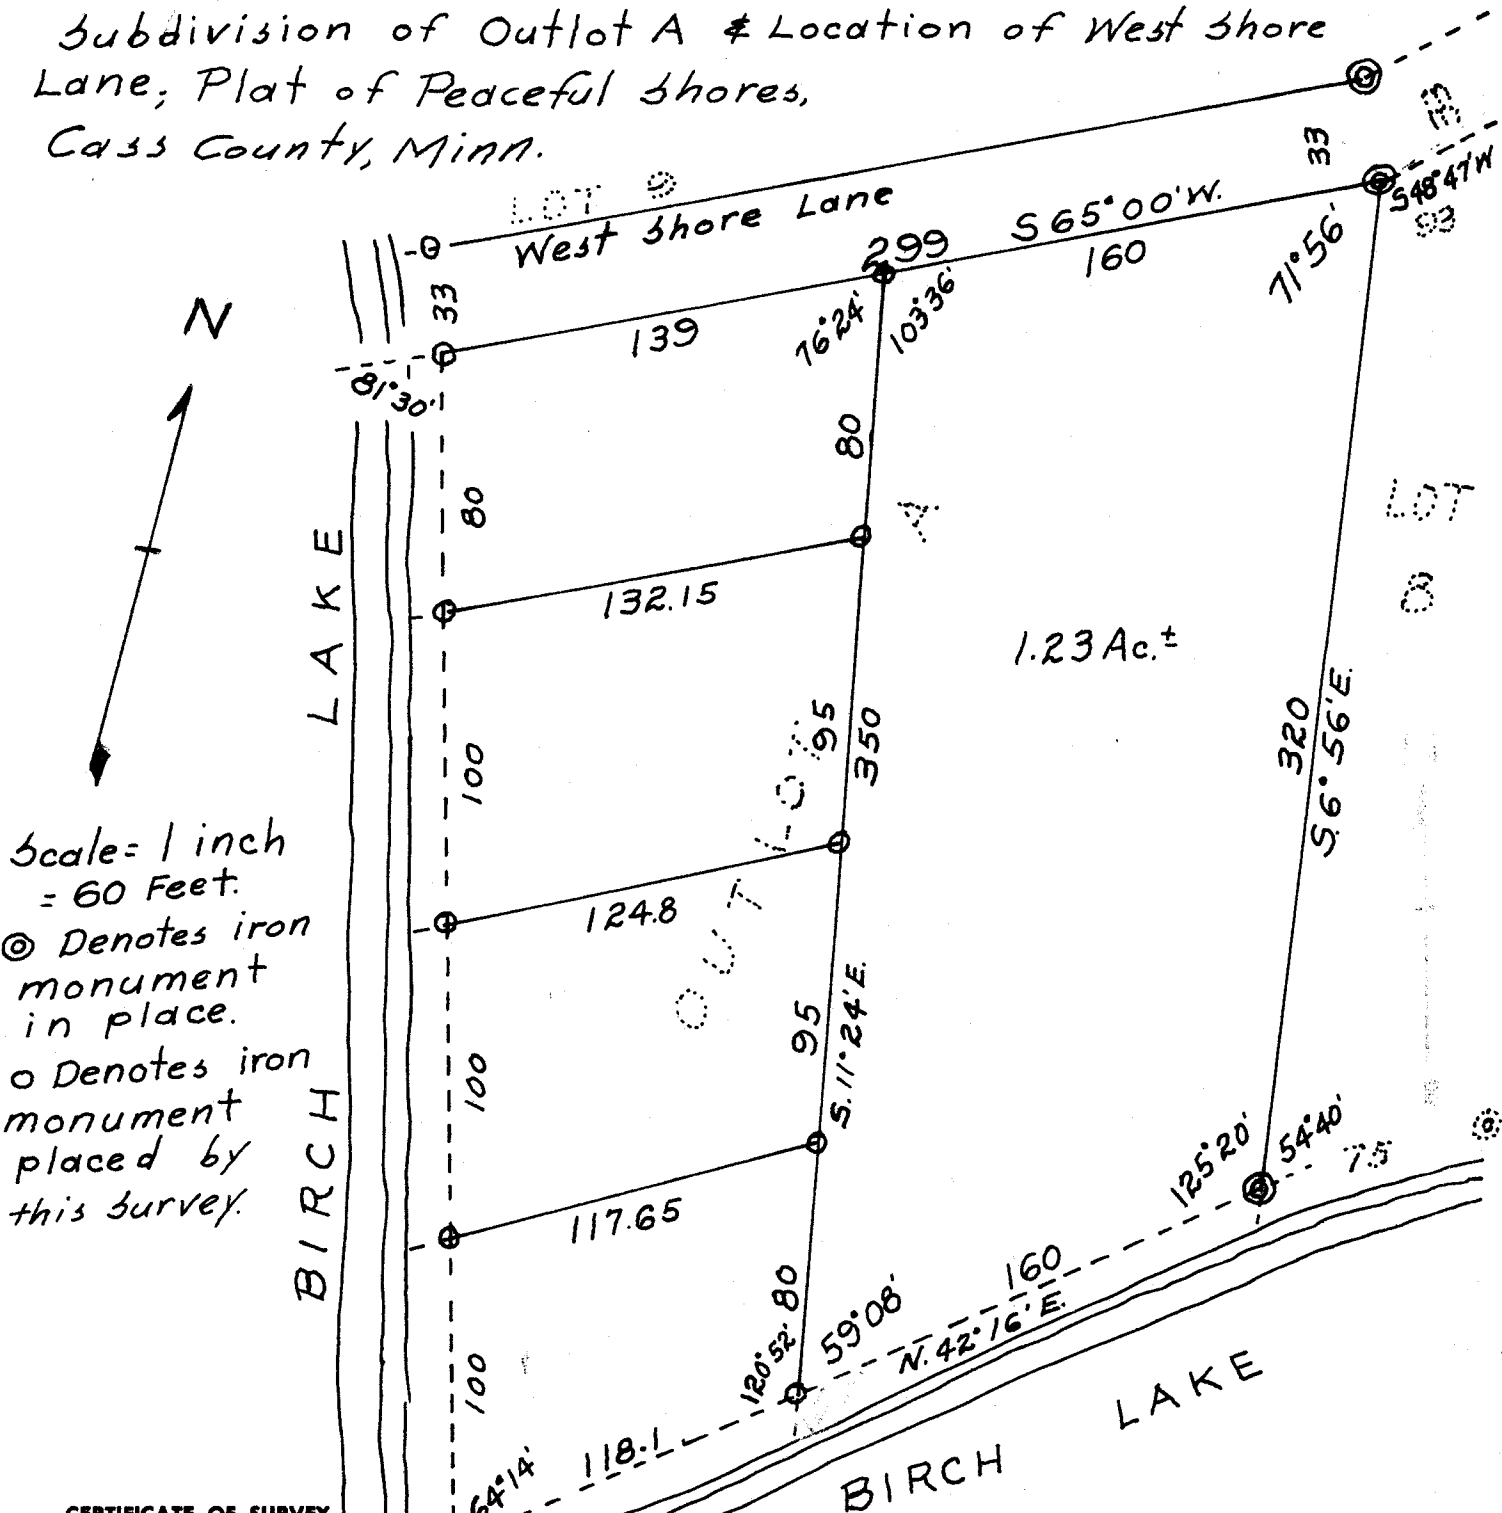 Subdivision of Outlot A & Location of West Shore
Lane; Plat of Peaceful Shores,
Cass County, Minn.
LOT 9
33
33
West Shore Lane
S 65°00'W.
S 48°47'W
93
299
160
71°56'
33
139
76°24'
103°36'
N
81°30'
80
80
A
LOT
8
132.15
1.23 Ac.±
LAKE
95
350
320
S.6°56'E.
100
OUTLOT
Scale= 1 inch
= 60 Feet.
◎ Denotes iron
monument
in place.
o Denotes iron
monument
placed by
this survey.
124.8
95
S. 11°24'E.
100
BIRCH
117.65
125°20'
54°40'
75
80
160
59°08'
120°52'
N. 42°16'E.
100
118.1
64°14'
BIRCH LAKE
CERTIFICATE OF SURVEY